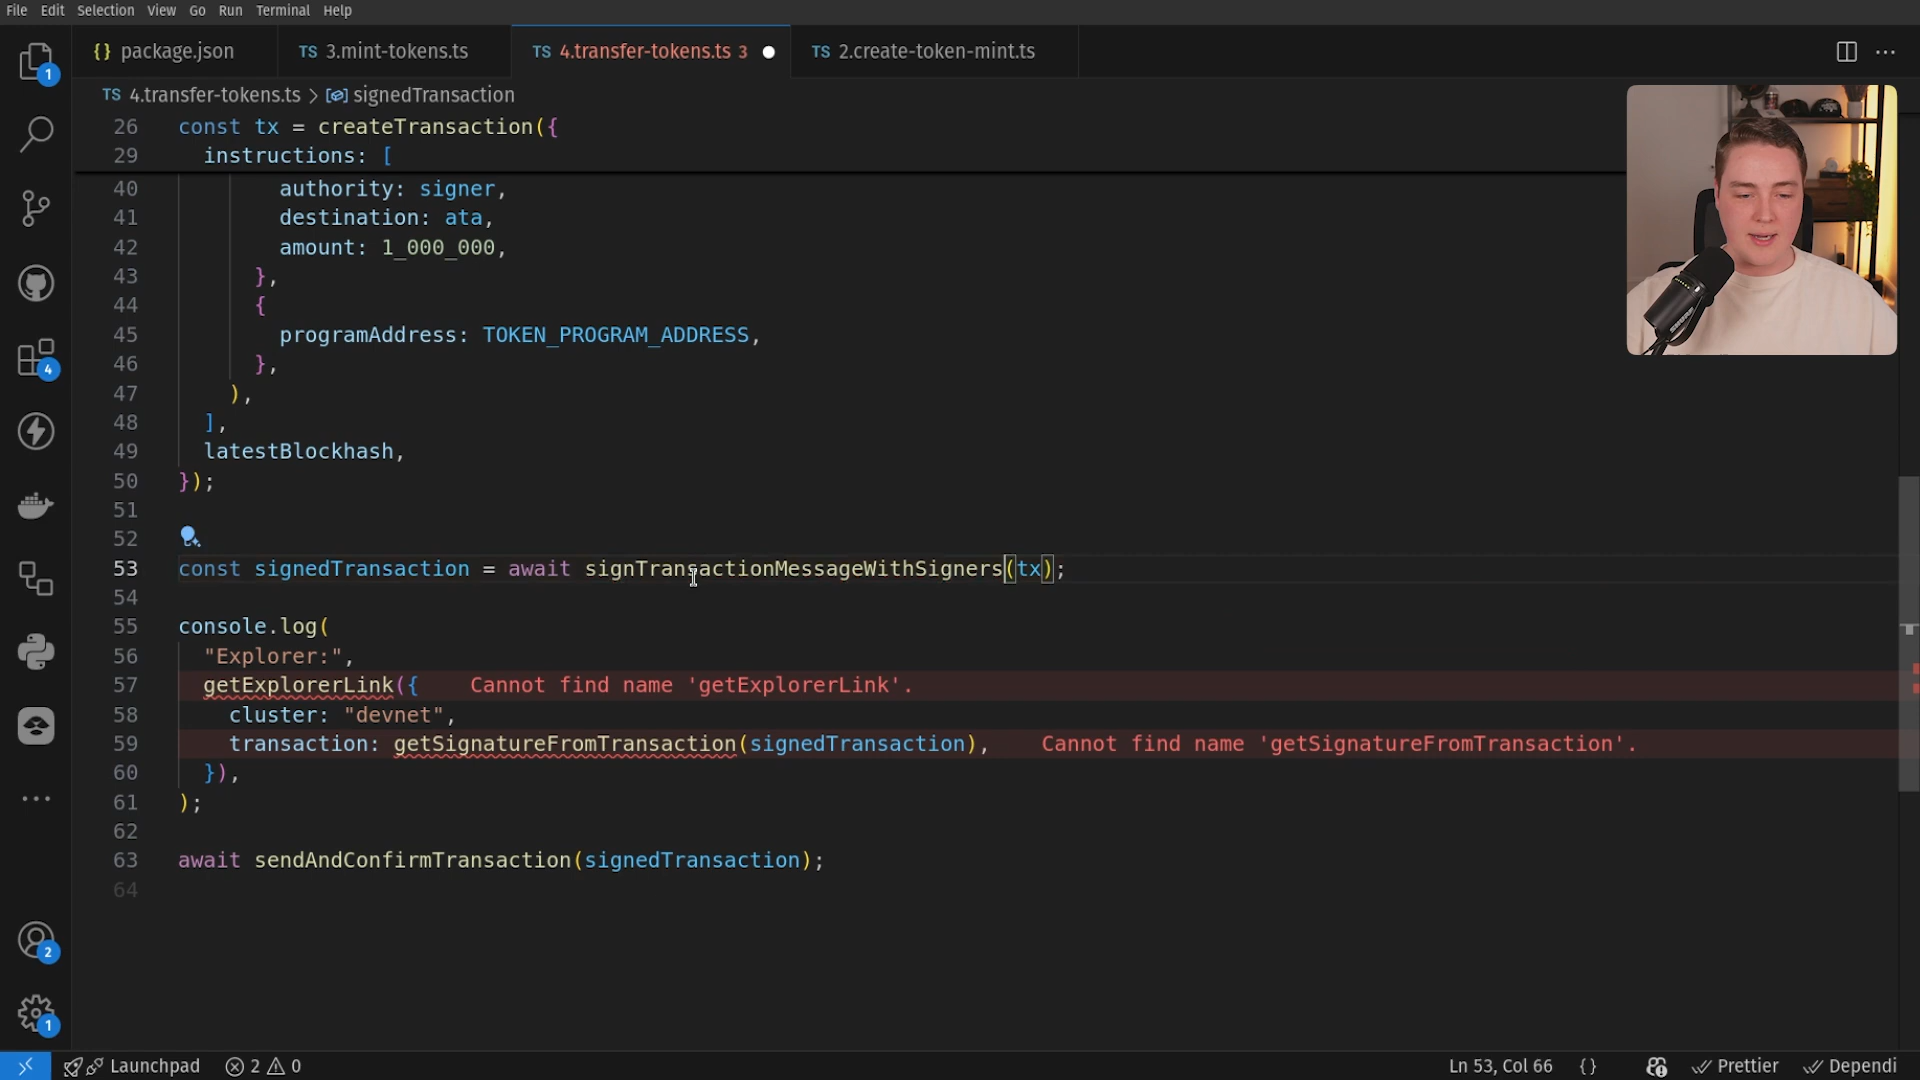 File Edit Selection View Go Run Terminal Help
{} package.json TS 3.mint-tokens.ts TS 4.transfer-tokens.ts 3 TS 2.create-token-mint.ts
TS 4.transfer-tokens.ts > signedTransaction
26 const tx = createTransaction({
29 instructions: [
40 authority: signer,
41 destination: ata,
42 amount: 1_000_000,
43 },
44 {
45 programAddress: TOKEN_PROGRAM_ADDRESS,
46 },
47 ),
48 ],
49 latestBlockhash,
50 });
51
52
53 const signedTransaction = await signTransactionMessageWithSigners(tx);
54
55 console.log(
56 "Explorer:",
57 getExplorerLink({ Cannot find name 'getExplorerLink'.
58 cluster: "devnet",
59 transaction: getSignatureFromTransaction(signedTransaction), Cannot find name 'getSignatureFromTransaction'.
60 }),
61 );
62
63 await sendAndConfirmTransaction(signedTransaction);
64
1
4
2
1
Launchpad 2 0 Ln 53, Col 66 {} Prettier Dependi